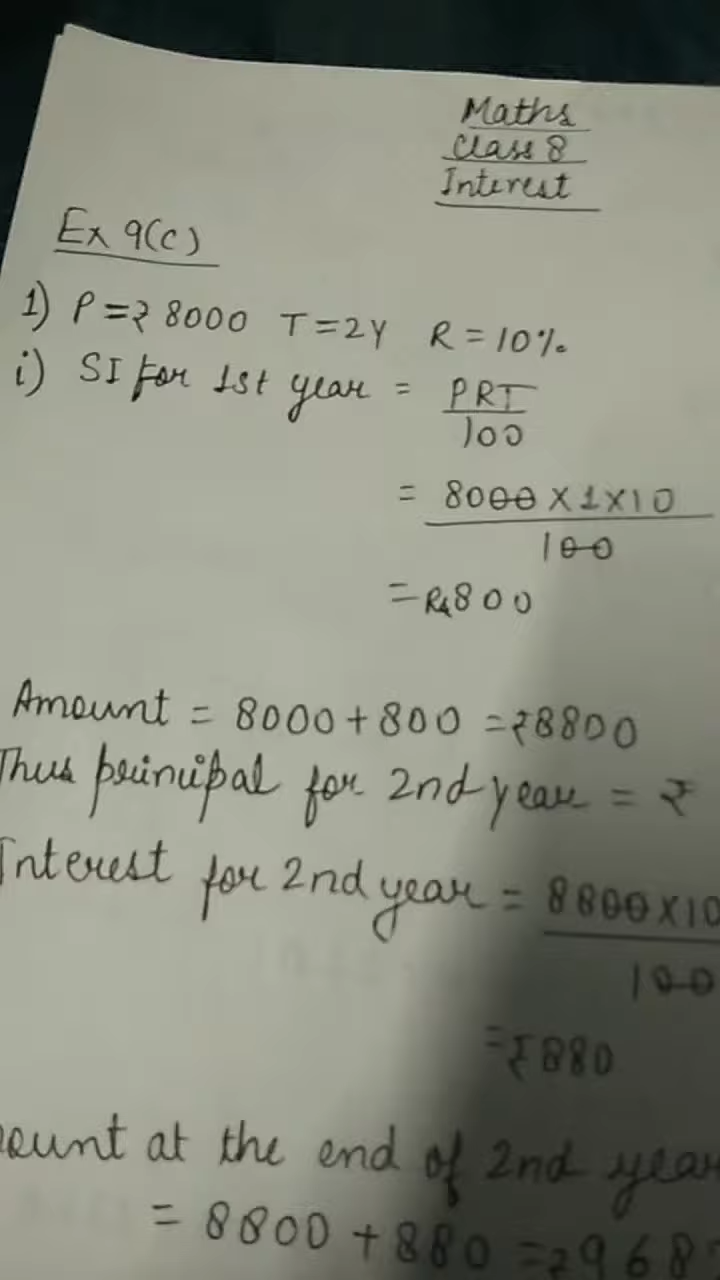 Maths
Class 8
Interest
Ex 9(c)
1) P = ₹ 8000 T = 2Y R = 10%
i) SI for 1st year = PRT
100
= 8000 X 1 X 10
100
= Rs 800
Amount = 8000 + 800 = ₹8800
Thus principal for 2nd year = ₹
Interest for 2nd year = 8800 X 10
100
= ₹880
at the end of 2nd year
= 8800 + 880 = ₹968